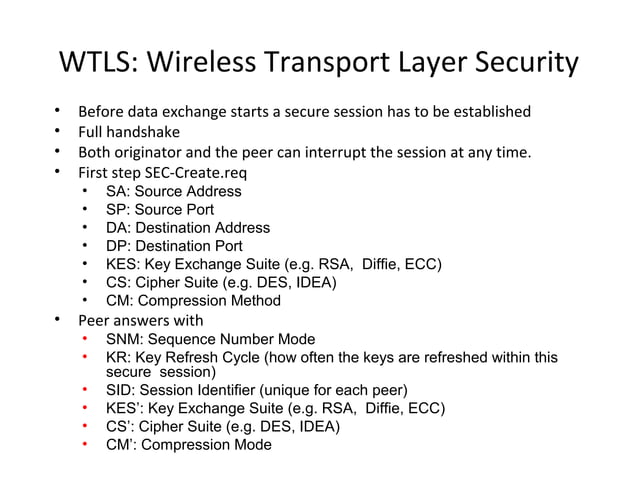 WTLS: Wireless Transport Layer Security
• Before data exchange starts a secure session has to be established
• Full handshake
• Both originator and the peer can interrupt the session at any time.
• First step SEC-Create.req
• SA: Source Address
• SP: Source Port
• DA: Destination Address
• DP: Destination Port
• KES: Key Exchange Suite (e.g. RSA,  Diffie, ECC)
• CS: Cipher Suite (e.g. DES, IDEA)
• CM: Compression Method
• Peer answers with
• SNM: Sequence Number Mode
• KR: Key Refresh Cycle (how often the keys are refreshed within this
secure  session)
• SID: Session Identifier (unique for each peer)
• KES’: Key Exchange Suite (e.g. RSA,  Diffie, ECC)
• CS’: Cipher Suite (e.g. DES, IDEA)
• CM’: Compression Mode